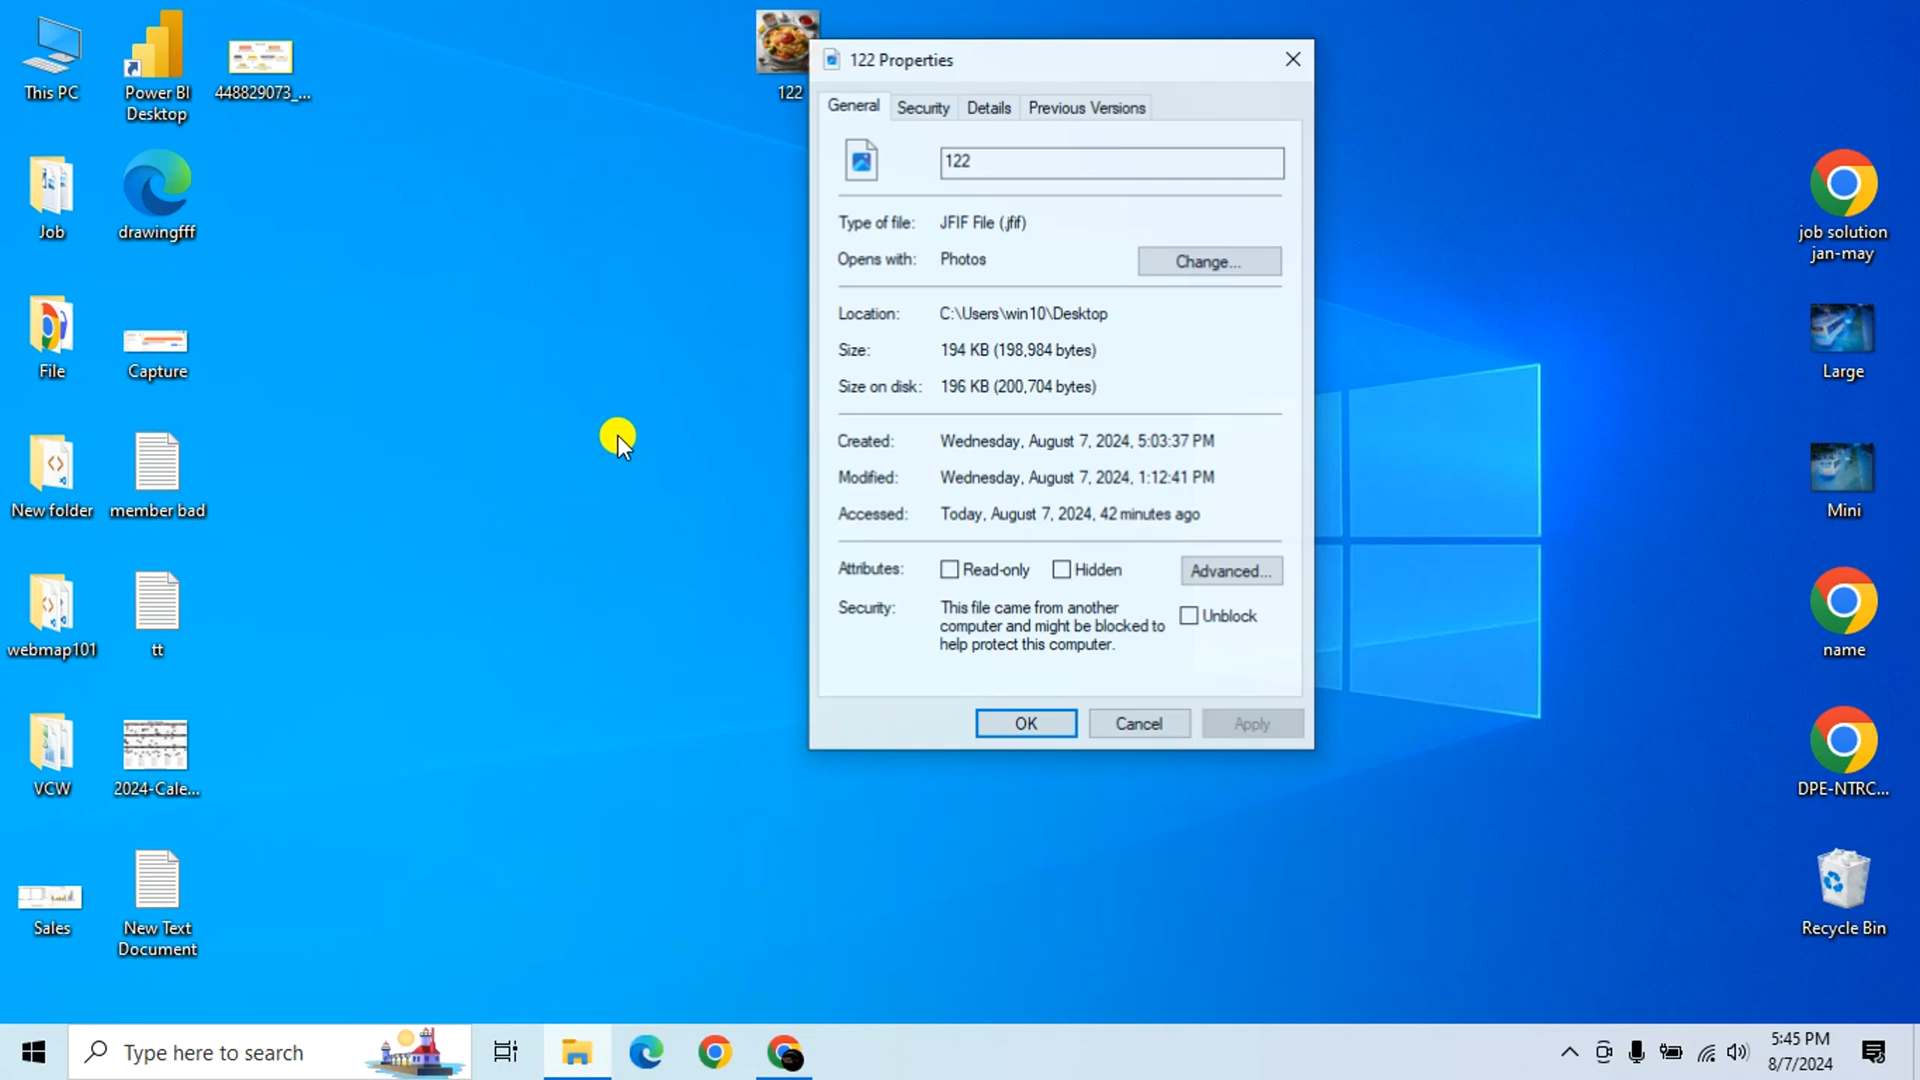 This PC
Power BI
Desktop
448829073_...
122
Job
drawingfff
File
Capture
New folder
member bad
webmap101
tt
VCW
2024-Cale...
Sales
New Text
Document
122 Properties
General
Security
Details
Previous Versions
122
Type of file:
JFIF File (.jfif)
Opens with:
Photos
Change...
Location:
C:\Users\win10\Desktop
Size:
194 KB (198,984 bytes)
Size on disk:
196 KB (200,704 bytes)
Created:
Wednesday, August 7, 2024, 5:03:37 PM
Modified:
Wednesday, August 7, 2024, 1:12:41 PM
Accessed:
Today, August 7, 2024, 42 minutes ago
Attributes:
Read-only
Hidden
Advanced...
Security:
This file came from another
computer and might be blocked to
help protect this computer.
Unblock
OK
Cancel
Apply
job solution
jan-may
Large
Mini
name
DPE-NTRC...
Recycle Bin
Type here to search
5:45 PM
8/7/2024